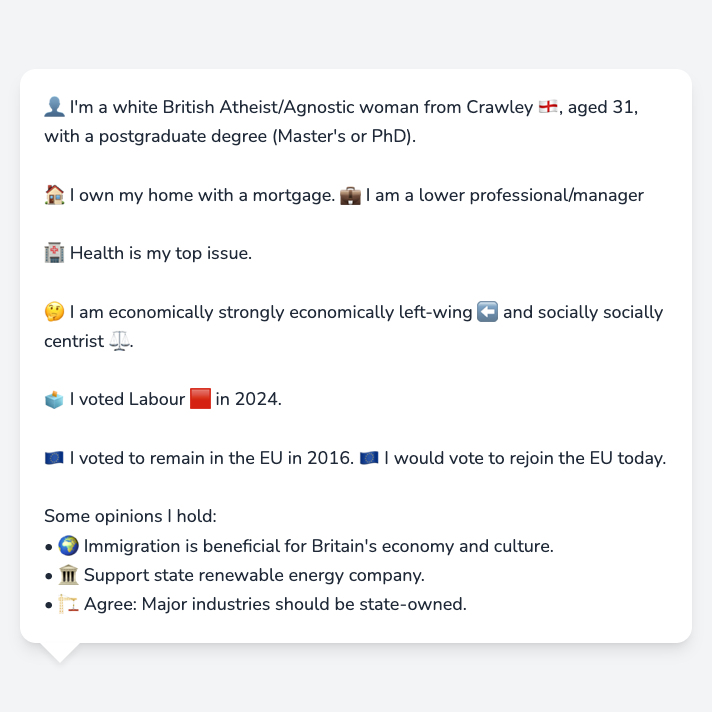 👤 I'm a white British Atheist/Agnostic woman from Crawley 🏴󠁧󠁢󠁥󠁮󠁧󠁿, aged 31,
with a postgraduate degree (Master's or PhD).
🏠 I own my home with a mortgage. 💼 I am a lower professional/manager
🏥 Health is my top issue.
🤔 I am economically strongly economically left-wing ⬅️ and socially socially
centrist ⚖️.
🗳️ I voted Labour 🟥 in 2024.
🇪🇺 I voted to remain in the EU in 2016. 🇪🇺 I would vote to rejoin the EU today.
Some opinions I hold:
• 🌍 Immigration is beneficial for Britain's economy and culture.
• 🏛️ Support state renewable energy company.
• 🏗️ Agree: Major industries should be state-owned.